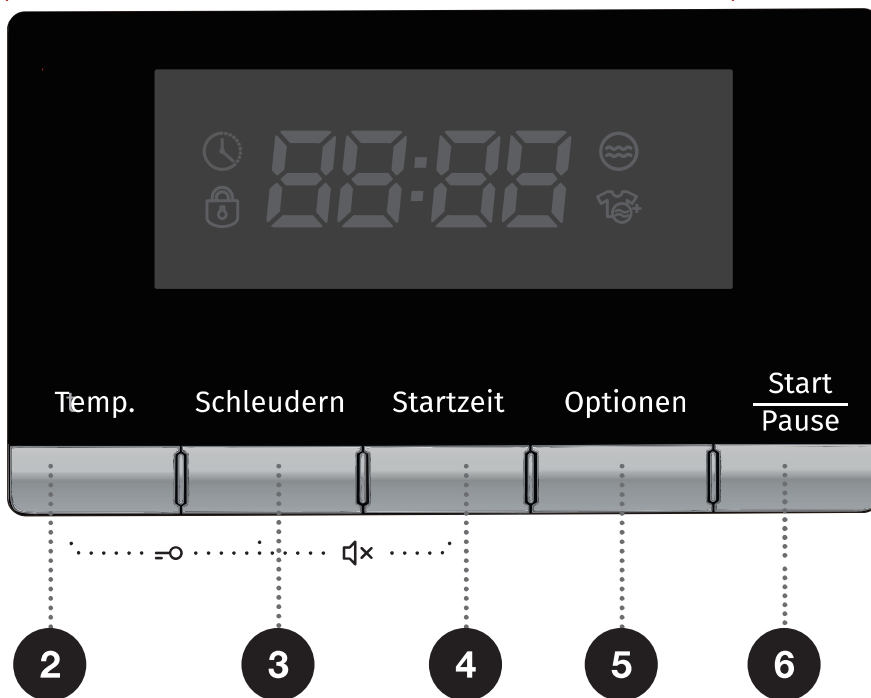 88:88
Temp.
Schleudern
Startzeit
Optionen
Start
Pause
2
3
4
5
6